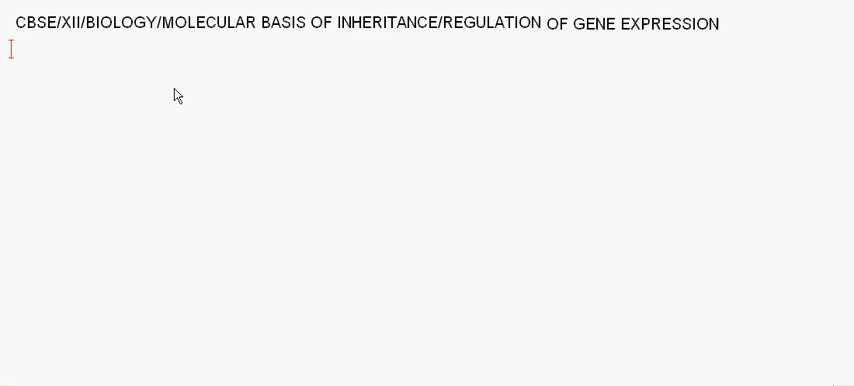 CBSE/XII/BIOLOGY/MOLECULAR BASIS OF INHERITANCE/REGULATION OF GENE EXPRESSION